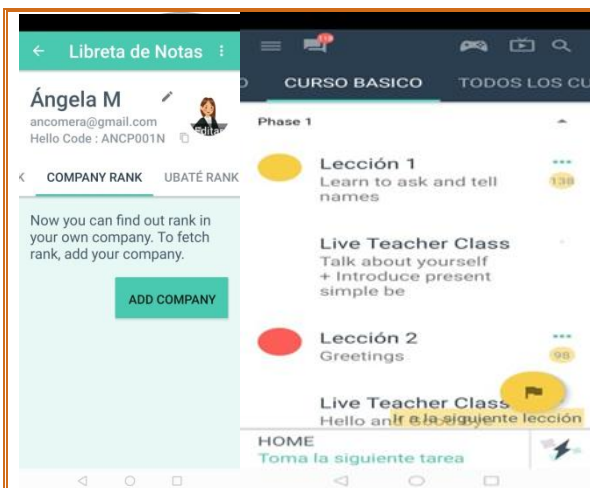 Libreta de Notas
Ángela M
ancomera@gmail.com
Hello Code : ANCP001N
Editar
COMPANY RANK UBATÉ RANK
Now you can find out rank in
your own company. To fetch
rank, add your company.
ADD COMPANY
CURSO BASICO TODOS LOS CU
Phase 1
Lección 1
Learn to ask and tell
names
138
Live Teacher Class
Talk about yourself
+ Introduce present
simple be
Lección 2
Greetings
98
Live Teacher Class
Hello and
Ir a la siguiente lección
HOME
Toma la siguiente tarea